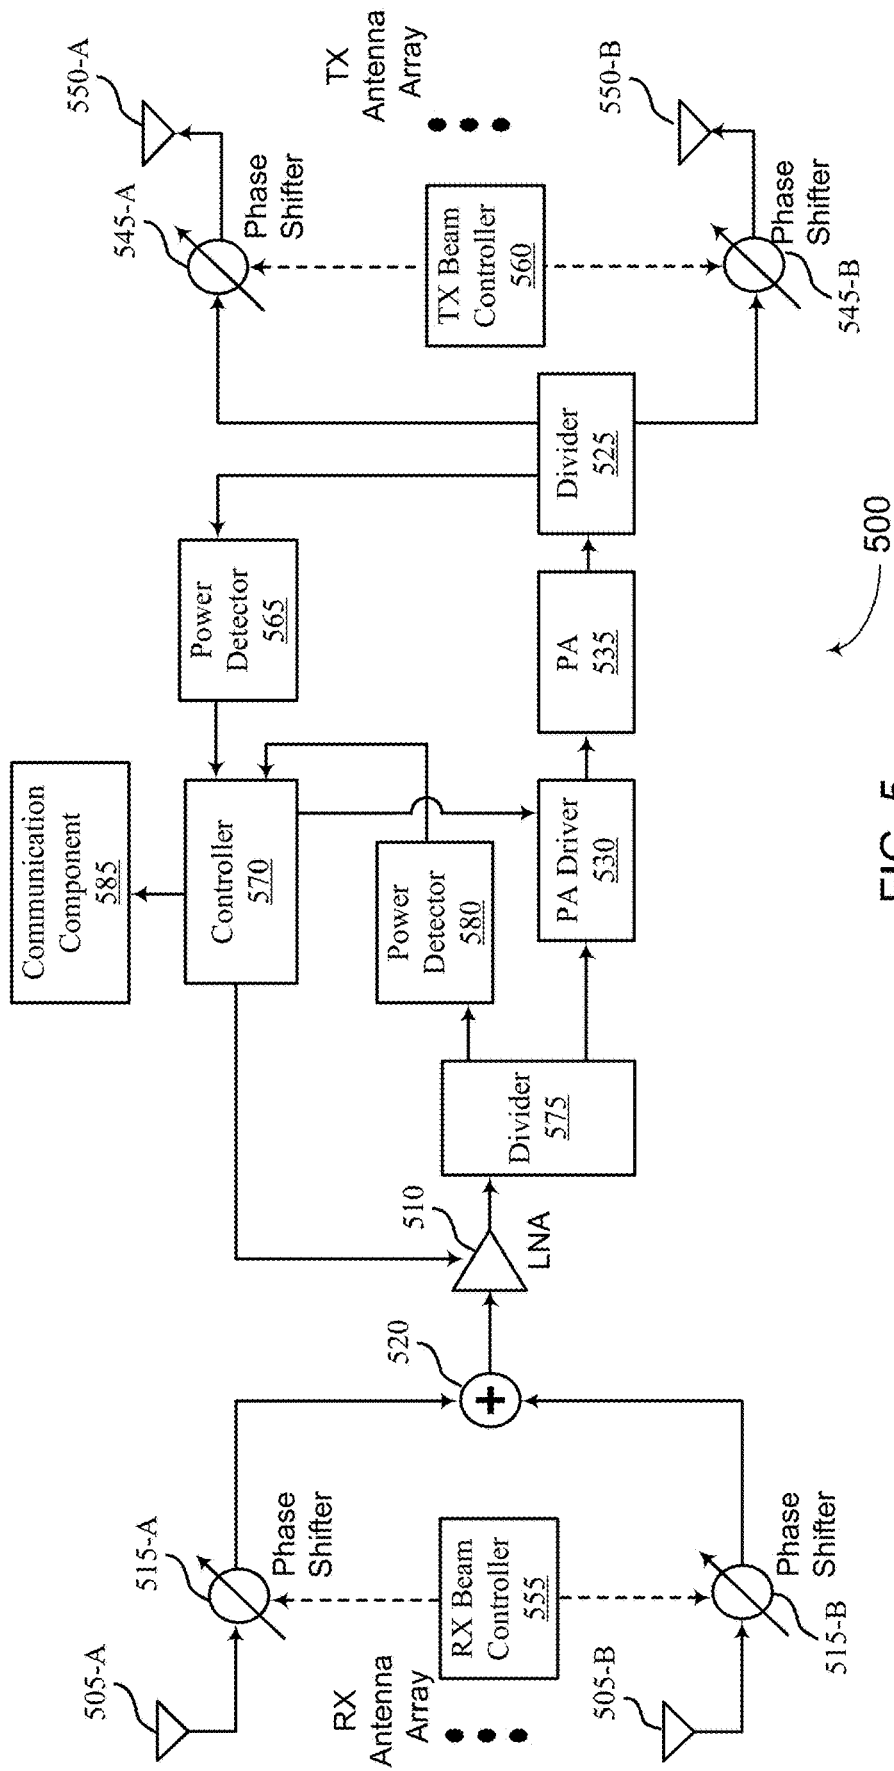 505-A
505-B
RX
Antenna
Array
RX Beam
Controller
555
515-A
Phase
Shifter
515-B
Phase
Shifter
520
+
510
LNA
Divider
575
Power
Detector
580
Communication
Component
585
Controller
570
Power
Detector
565
PA Driver
530
PA
535
Divider
525
TX Beam
Controller
560
545-A
Phase
Shifter
545-B
Phase
Shifter
550-A
TX
Antenna
Array
550-B
500